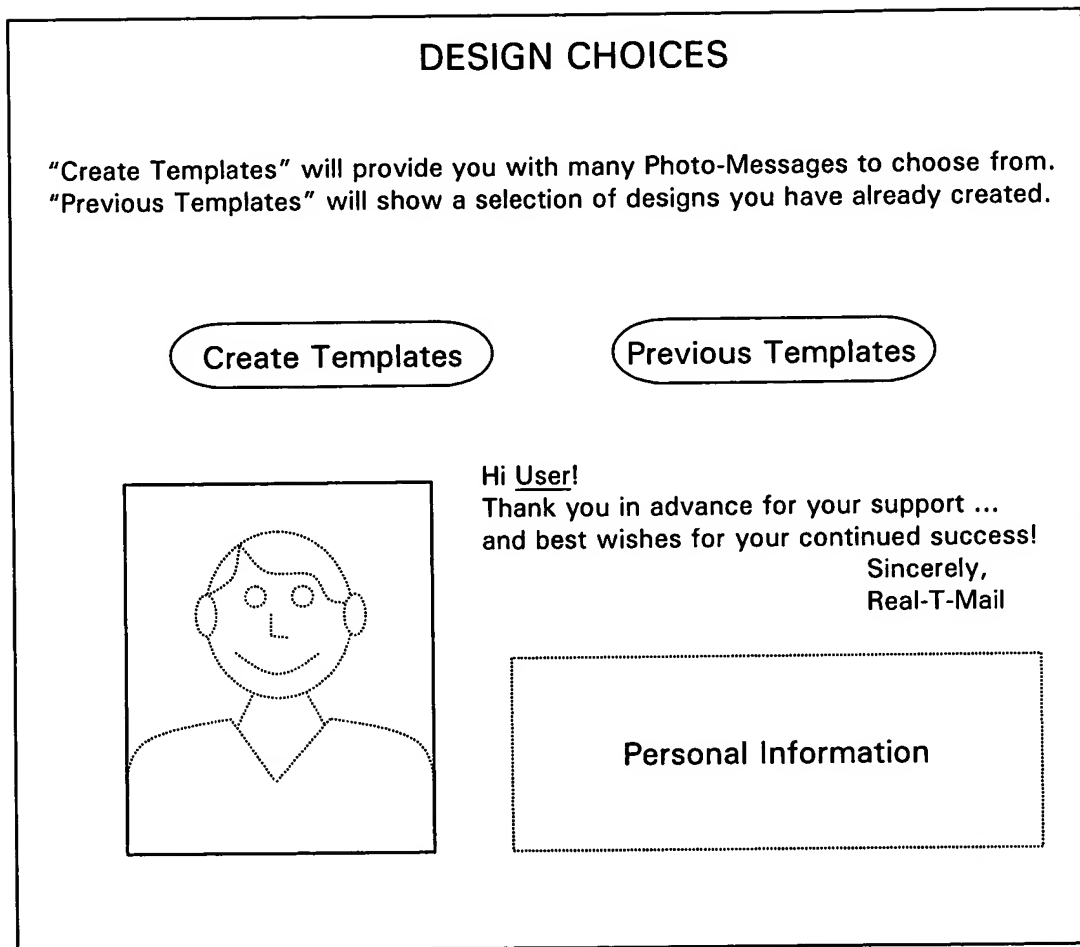 DESIGN CHOICES
"Create Templates" will provide you with many Photo-Messages to choose from.
"Previous Templates" will show a selection of designs you have already created.
Create Templates
Previous Templates
Hi User!
Thank you in advance for your support ...
and best wishes for your continued success!
Sincerely,
Real-T-Mail
Personal Information